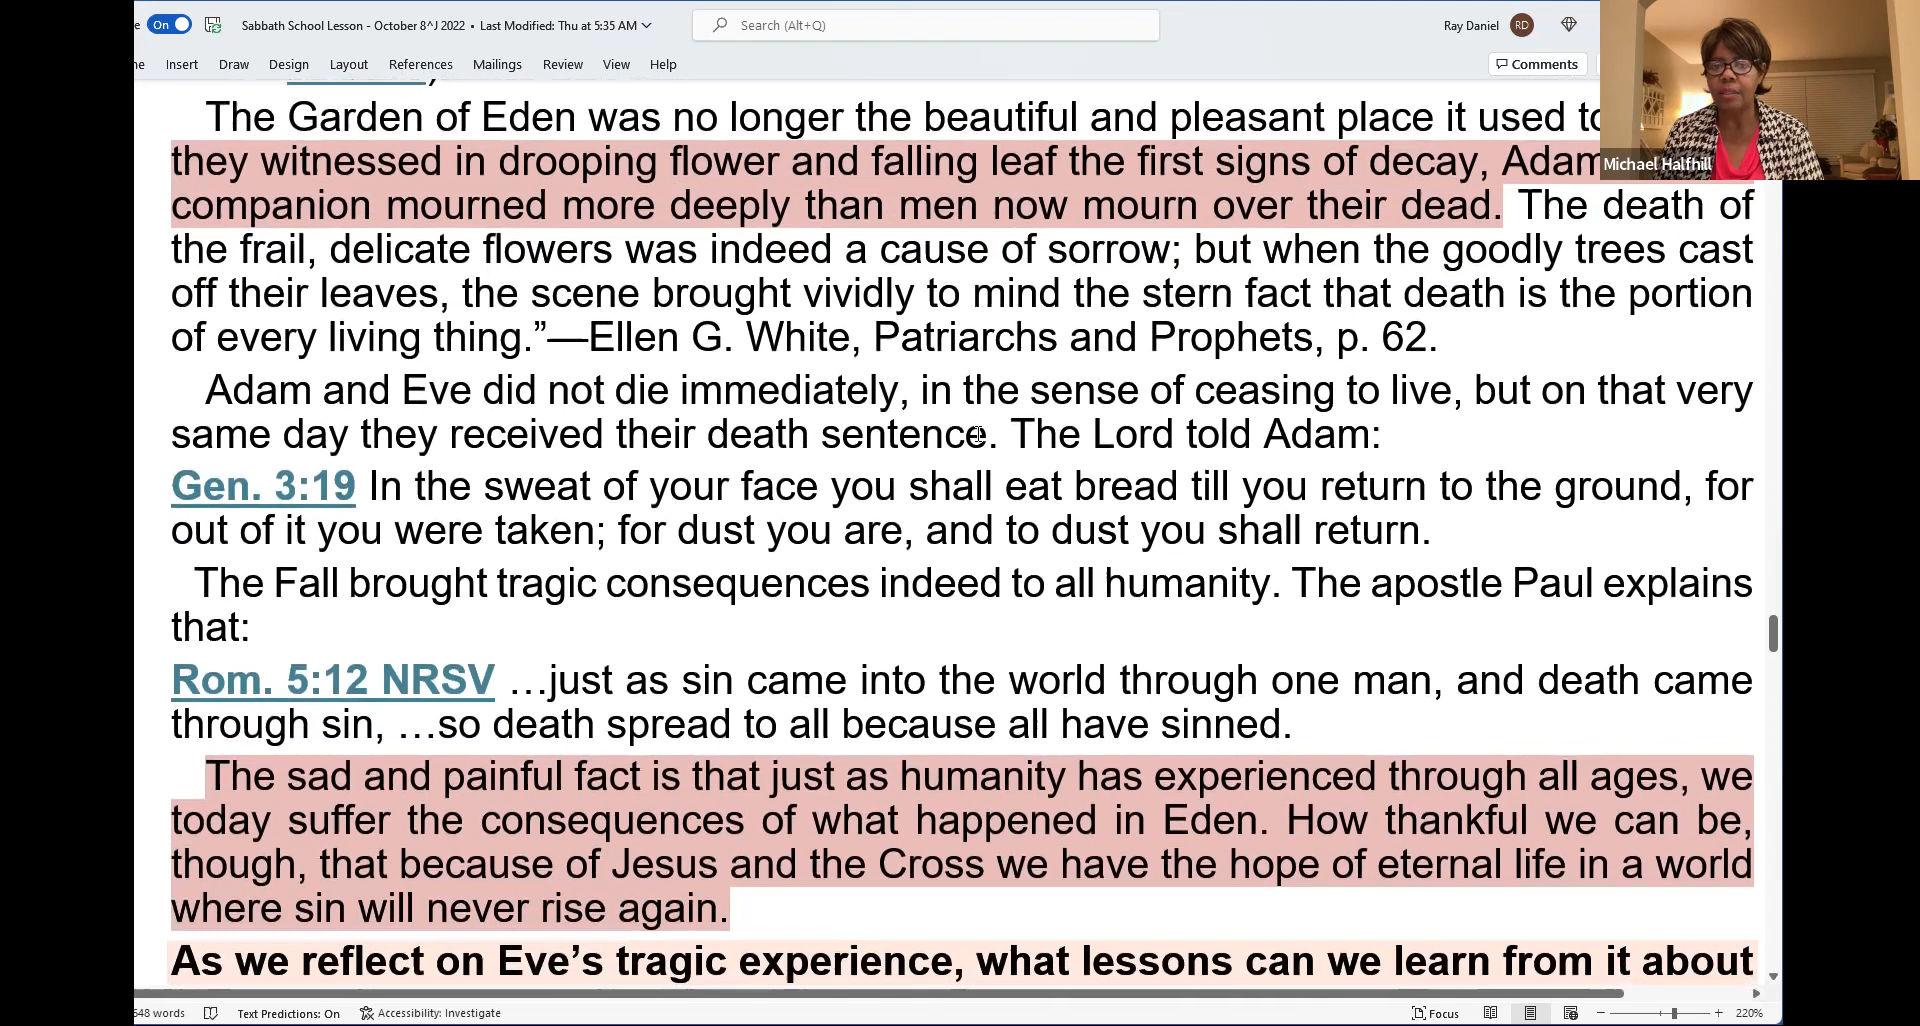 e On Sabbath School Lesson - October 8^J 2022 • Last Modified: Thu at 5:35 AM Search (Alt+Q) Ray Daniel RD
ne Insert Draw Design Layout References Mailings Review View Help Comments
The Garden of Eden was no longer the beautiful and pleasant place it used to
they witnessed in drooping flower and falling leaf the first signs of decay, Adam
Michael Halfhill
companion mourned more deeply than men now mourn over their dead. The death of
the frail, delicate flowers was indeed a cause of sorrow; but when the goodly trees cast
off their leaves, the scene brought vividly to mind the stern fact that death is the portion
of every living thing.”—Ellen G. White, Patriarchs and Prophets, p. 62.
Adam and Eve did not die immediately, in the sense of ceasing to live, but on that very
same day they received their death sentence. The Lord told Adam:
Gen. 3:19 In the sweat of your face you shall eat bread till you return to the ground, for
out of it you were taken; for dust you are, and to dust you shall return.
The Fall brought tragic consequences indeed to all humanity. The apostle Paul explains
that:
Rom. 5:12 NRSV …just as sin came into the world through one man, and death came
through sin, …so death spread to all because all have sinned.
The sad and painful fact is that just as humanity has experienced through all ages, we
today suffer the consequences of what happened in Eden. How thankful we can be,
though, that because of Jesus and the Cross we have the hope of eternal life in a world
where sin will never rise again.
As we reflect on Eve’s tragic experience, what lessons can we learn from it about
648 words Text Predictions: On Accessibility: Investigate Focus 220%